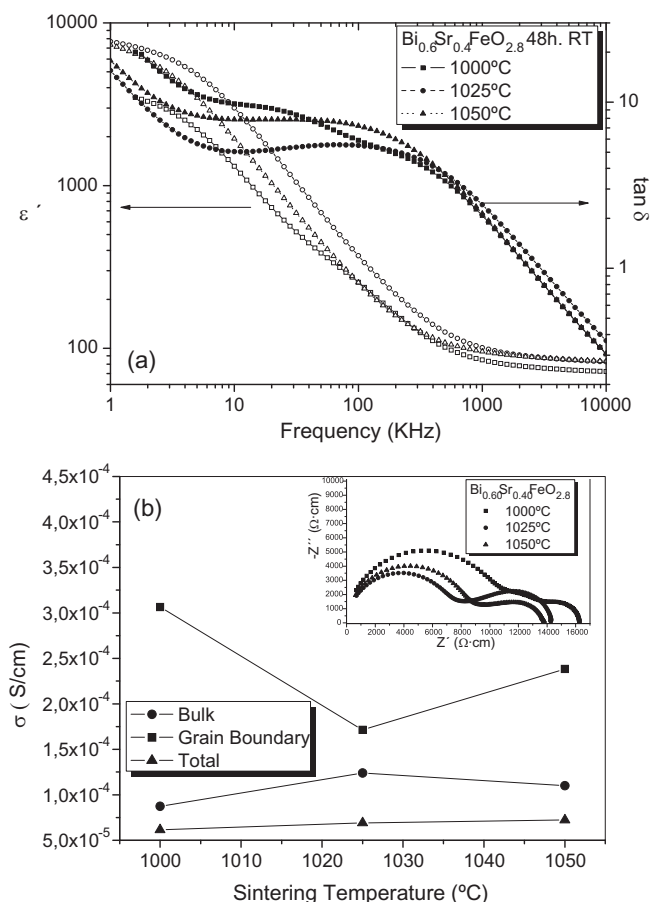 10000
1000
100
ε´
Bi0.6Sr0.4FeO2.8 48h. RT
1000ºC
1025ºC
1050ºC
10
1
tan δ
(a)
1 10 100 1000 10000
Frequency (KHz)
4,5x10-4
4,0x10-4
3,5x10-4
3,0x10-4
2,5x10-4
2,0x10-4
1,5x10-4
1,0x10-4
5,0x10-5
σ ( S/cm)
(b)
10000
9000
8000
7000
6000
5000
4000
3000
2000
1000
0
-Z´´ (Ω·cm)
Bi0.60Sr0.40FeO2.8
1000ºC
1025ºC
1050ºC
0 2000 4000 6000 8000 10000 12000 14000 16000
Z´ (Ω·cm)
Bulk
Grain Boundary
Total
1000 1010 1020 1030 1040 1050
Sintering Temperature (ºC)